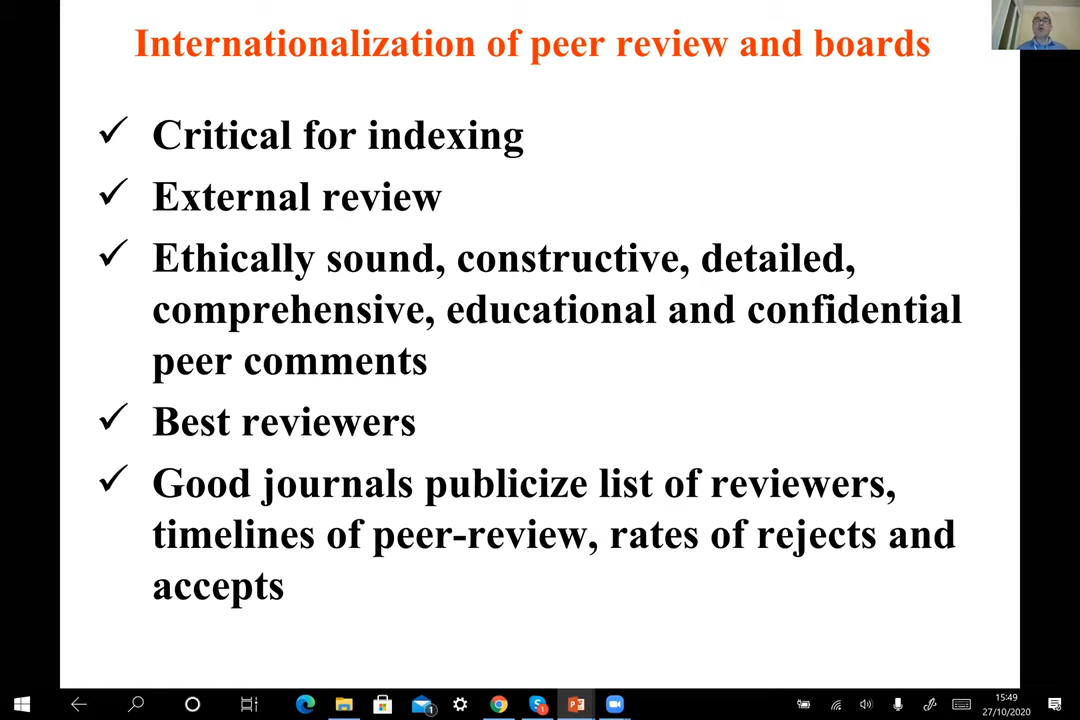 Internationalization of peer review and boards
Critical for indexing
External review
Ethically sound, constructive, detailed,
comprehensive, educational and confidential
peer comments
Best reviewers
Good journals publicize list of reviewers,
timelines of peer-review, rates of rejects and
accepts
15:49
27/10/2020